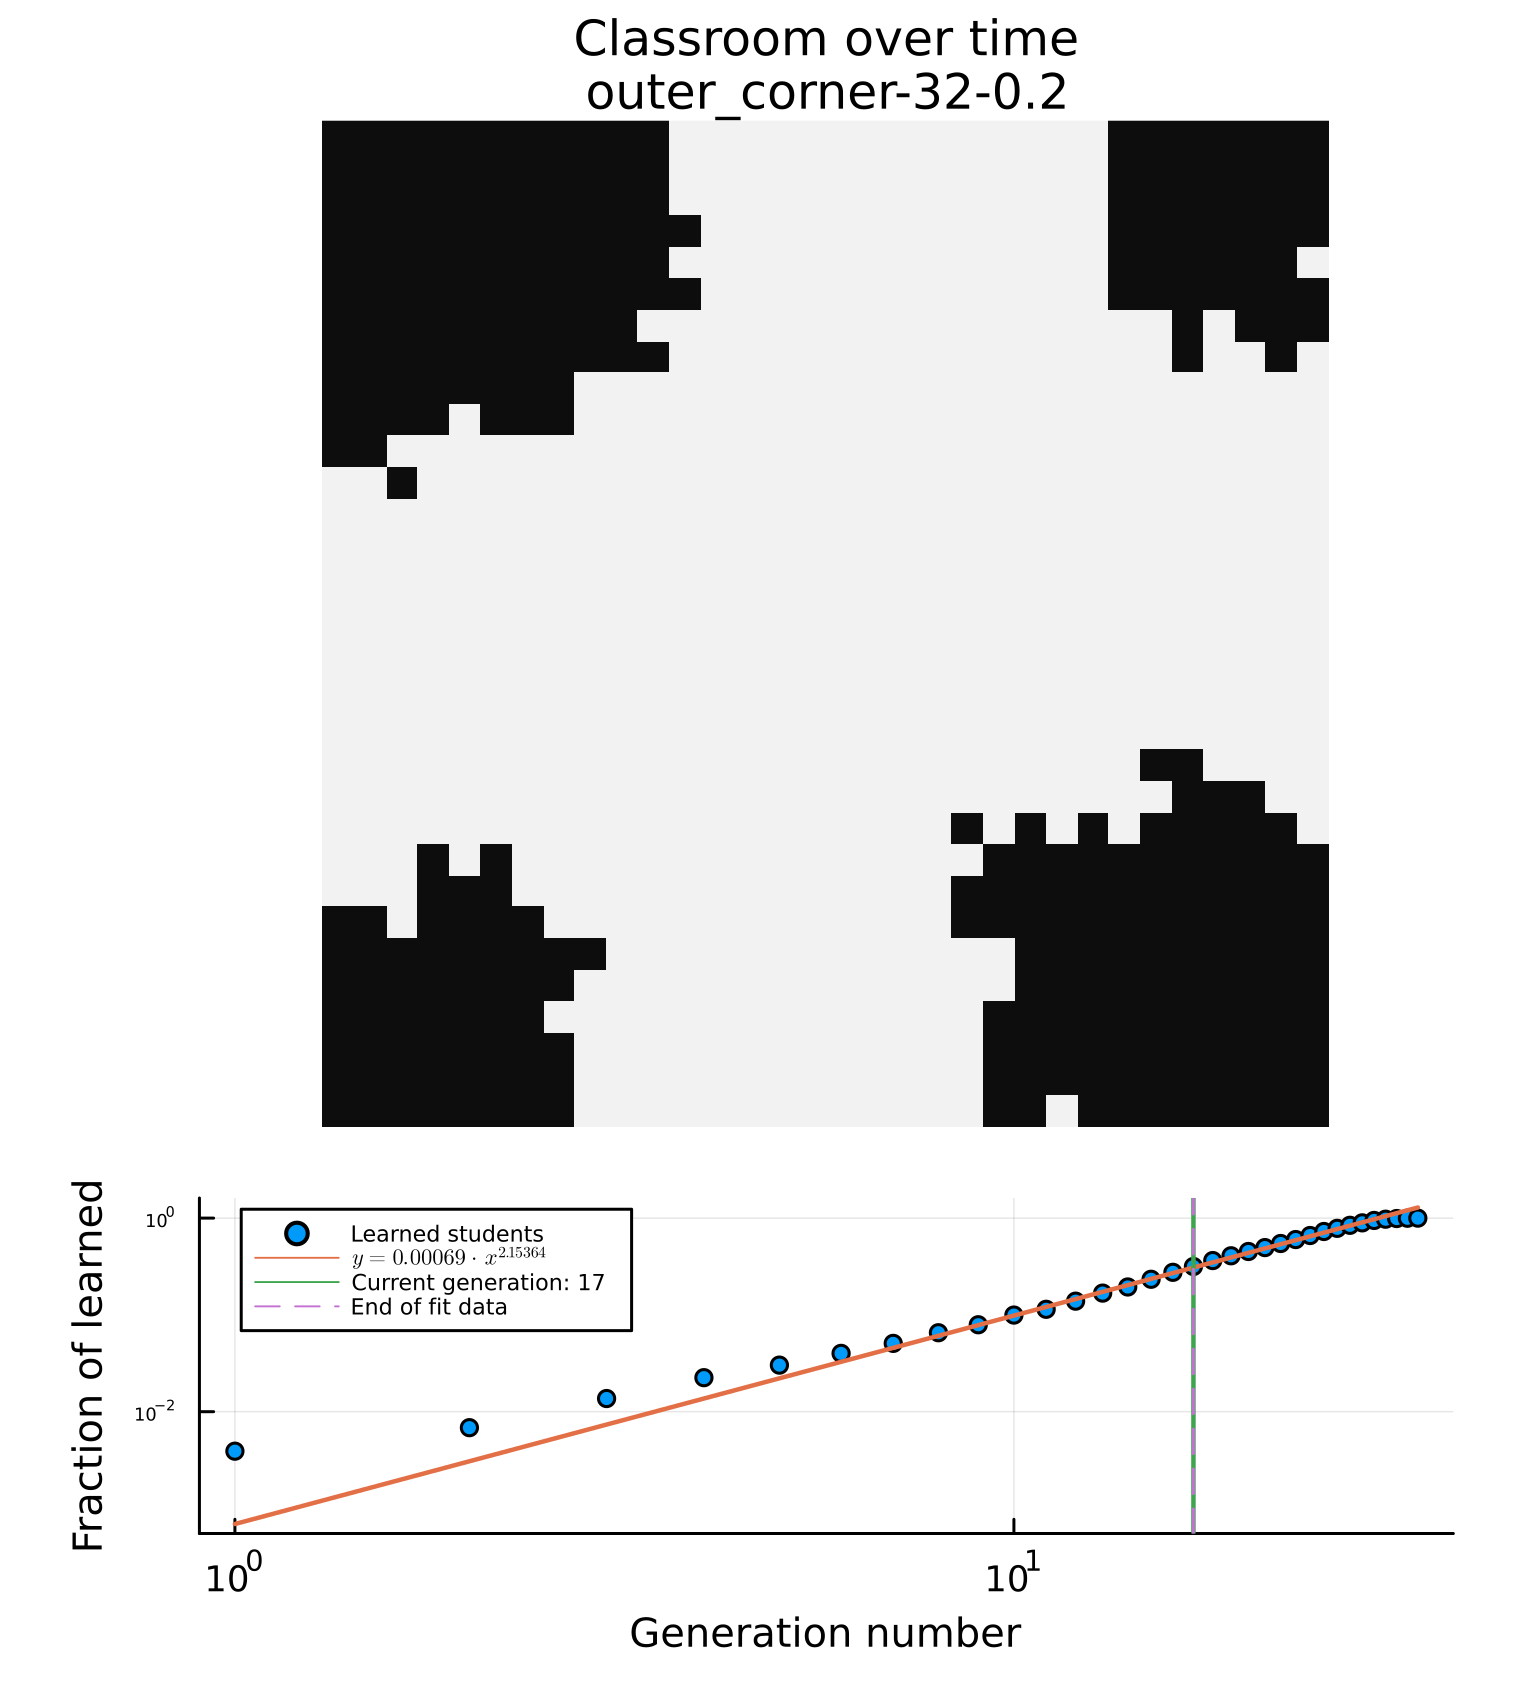 Classroom over time
outer_corner-32-0.2
Fraction of learned
10^0
10^-2
Learned students
y = 0.00069 · x^2.15364
Current generation: 17
End of fit data
10^0
10^1
Generation number